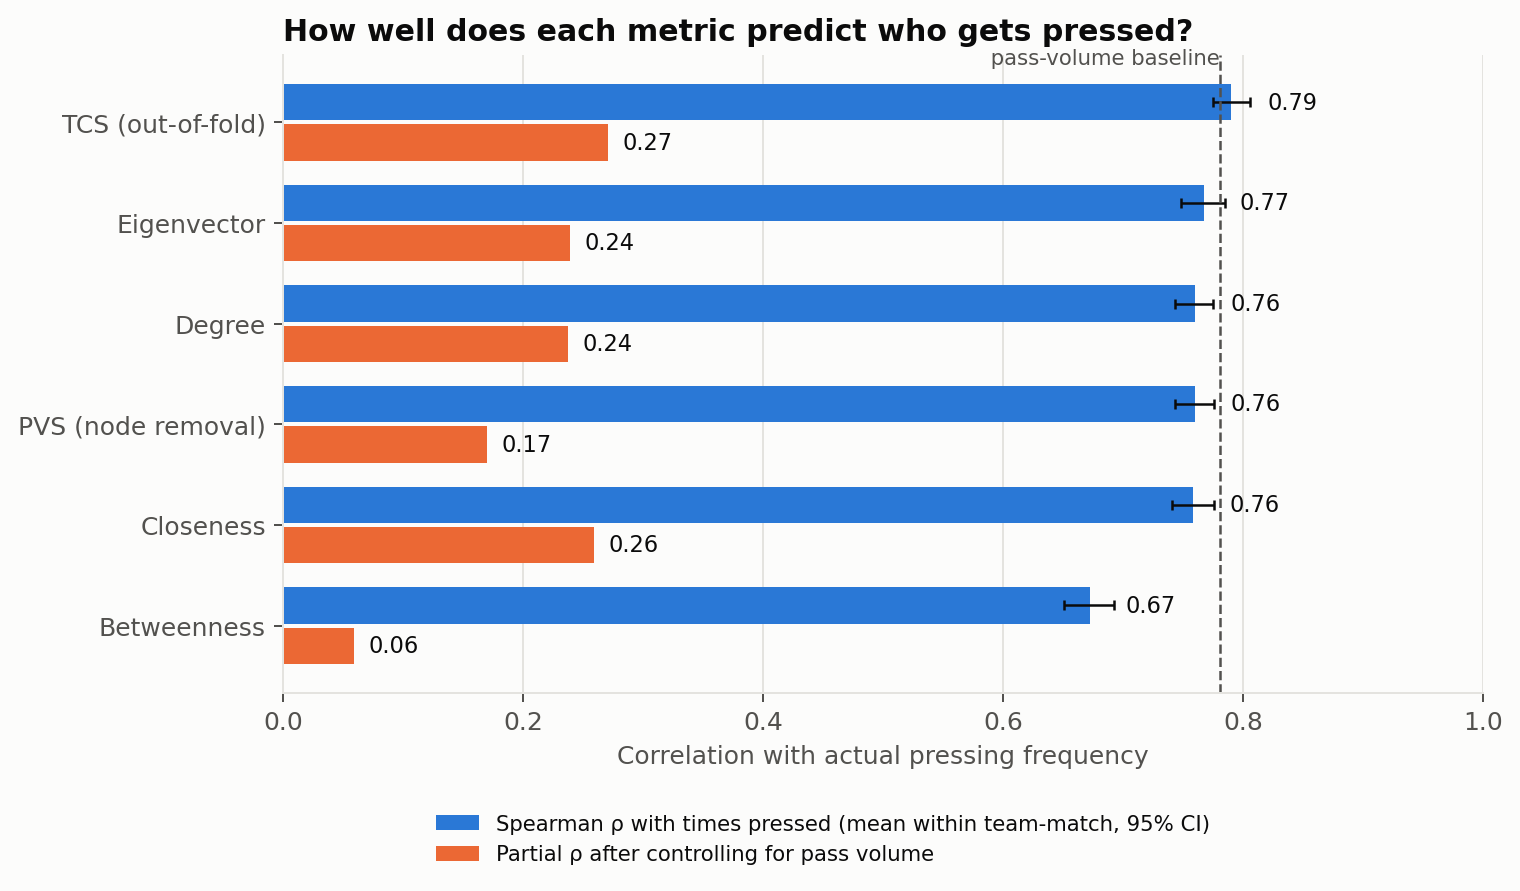 How well does each metric predict who gets pressed?
pass-volume baseline
TCS (out-of-fold)
0.79
0.27
Eigenvector
0.77
0.24
Degree
0.76
0.24
PVS (node removal)
0.76
0.17
Closeness
0.76
0.26
Betweenness
0.67
0.06
0.0 0.2 0.4 0.6 0.8 1.0
Correlation with actual pressing frequency
Spearman ρ with times pressed (mean within team-match, 95% CI)
Partial ρ after controlling for pass volume